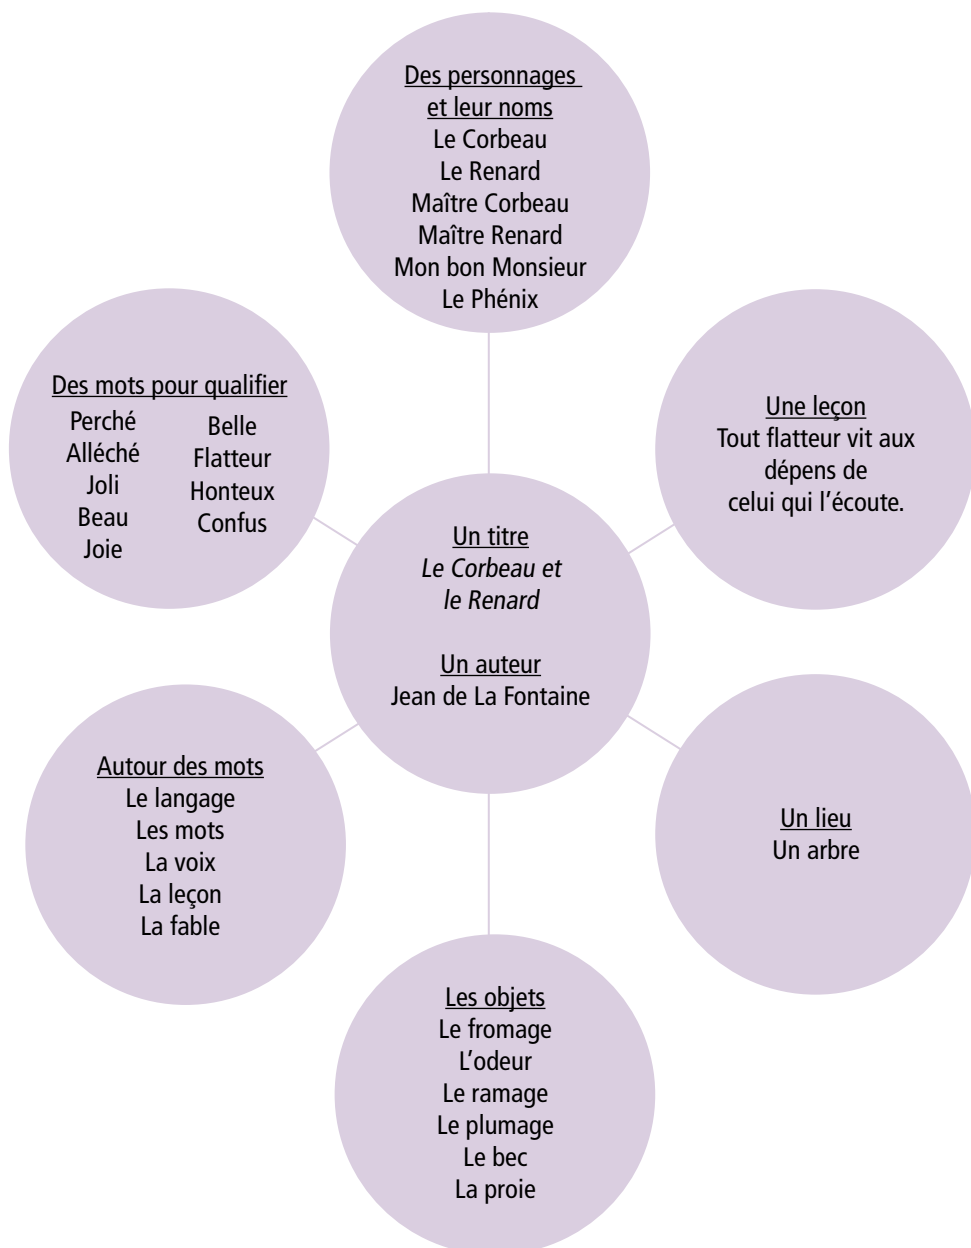 Des personnages
et leur noms
Le Corbeau
Le Renard
Maître Corbeau
Maître Renard
Mon bon Monsieur
Le Phénix
Des mots pour qualifier
Perché
Alléché
Joli
Beau
Joie
Belle
Flatteur
Honteux
Confus
Une leçon
Tout flatteur vit aux
dépens de
celui qui l'écoute.
Un titre
Le Corbeau et
le Renard
Un auteur
Jean de La Fontaine
Autour des mots
Le langage
Les mots
La voix
La leçon
La fable
Un lieu
Un arbre
Les objets
Le fromage
L'odeur
Le ramage
Le plumage
Le bec
La proie